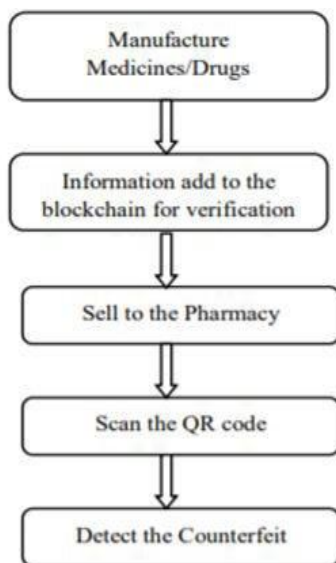 Manufacture
Medicines/Drugs
Information add to the
blockchain for verification
Sell to the Pharmacy
Scan the QR code
Detect the Counterfeit